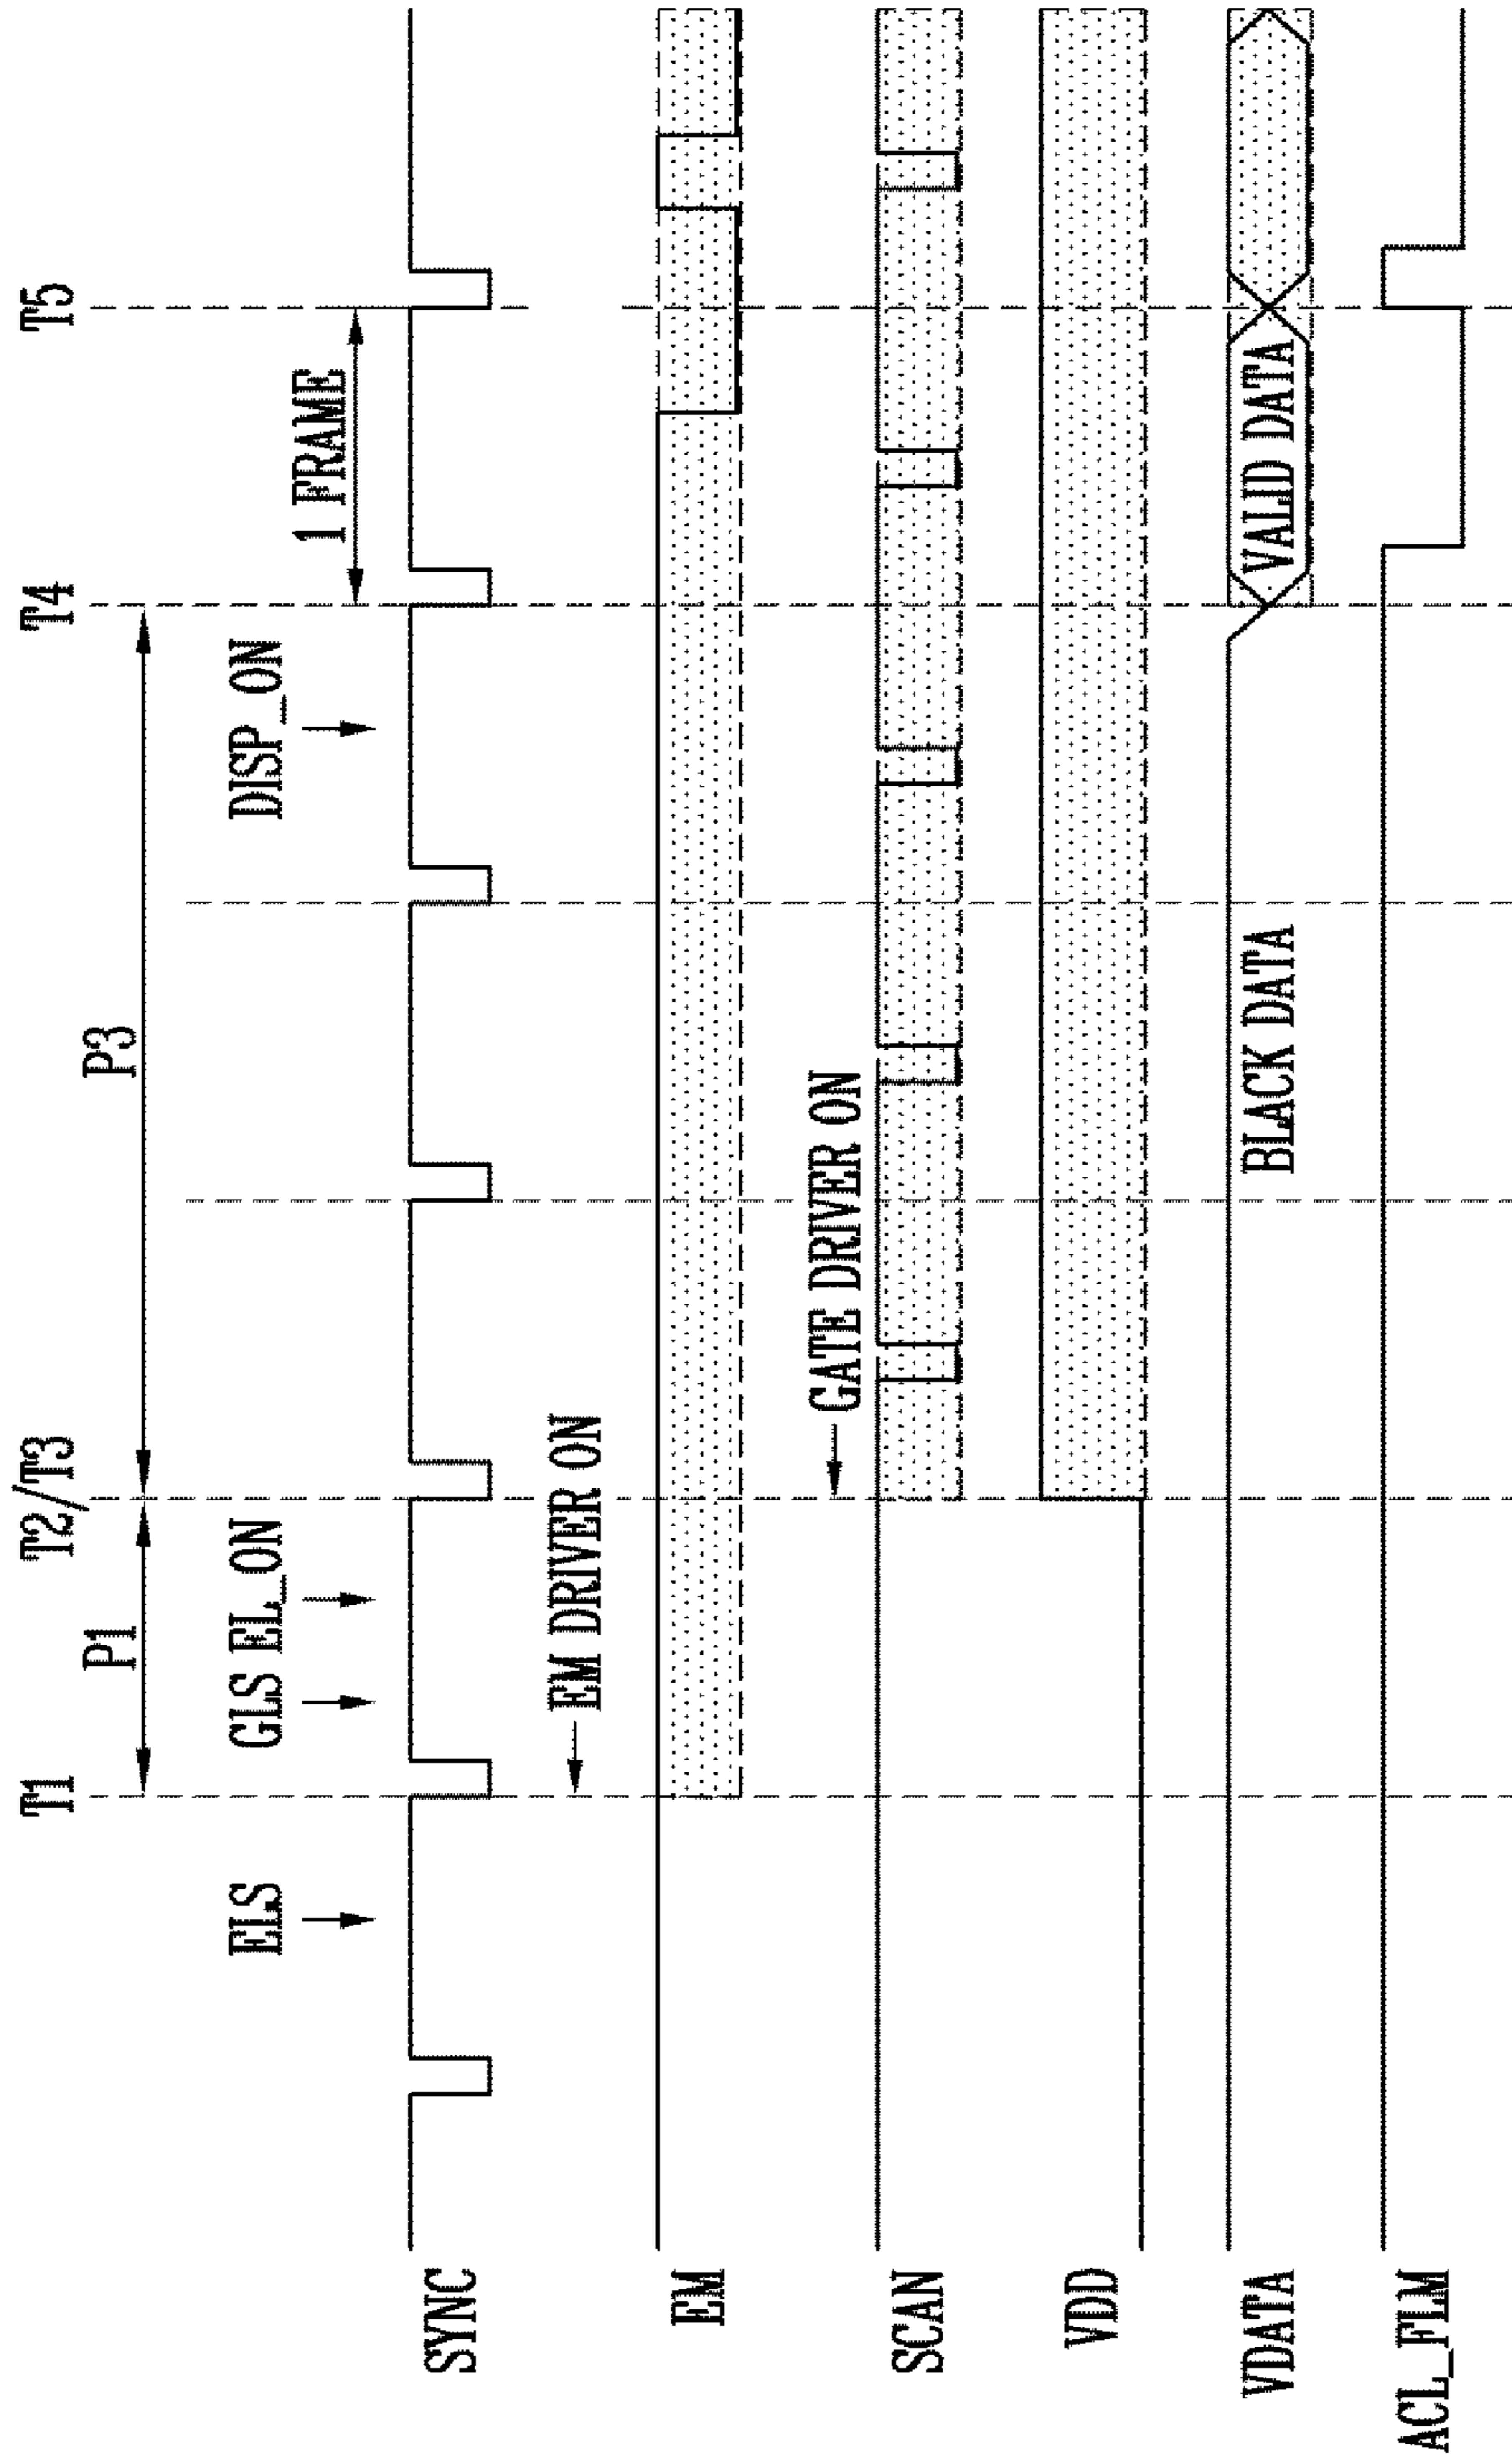 T1
T2/T3
T4
T5
P1
P3
ELS
GLS
EL_ON
DISP_ON
1 FRAME
SYNC
EM DRIVER ON
EM
GATE DRIVER ON
SCAN
VDD
VDATA
BLACK DATA
VALID DATA
ACL_FLM